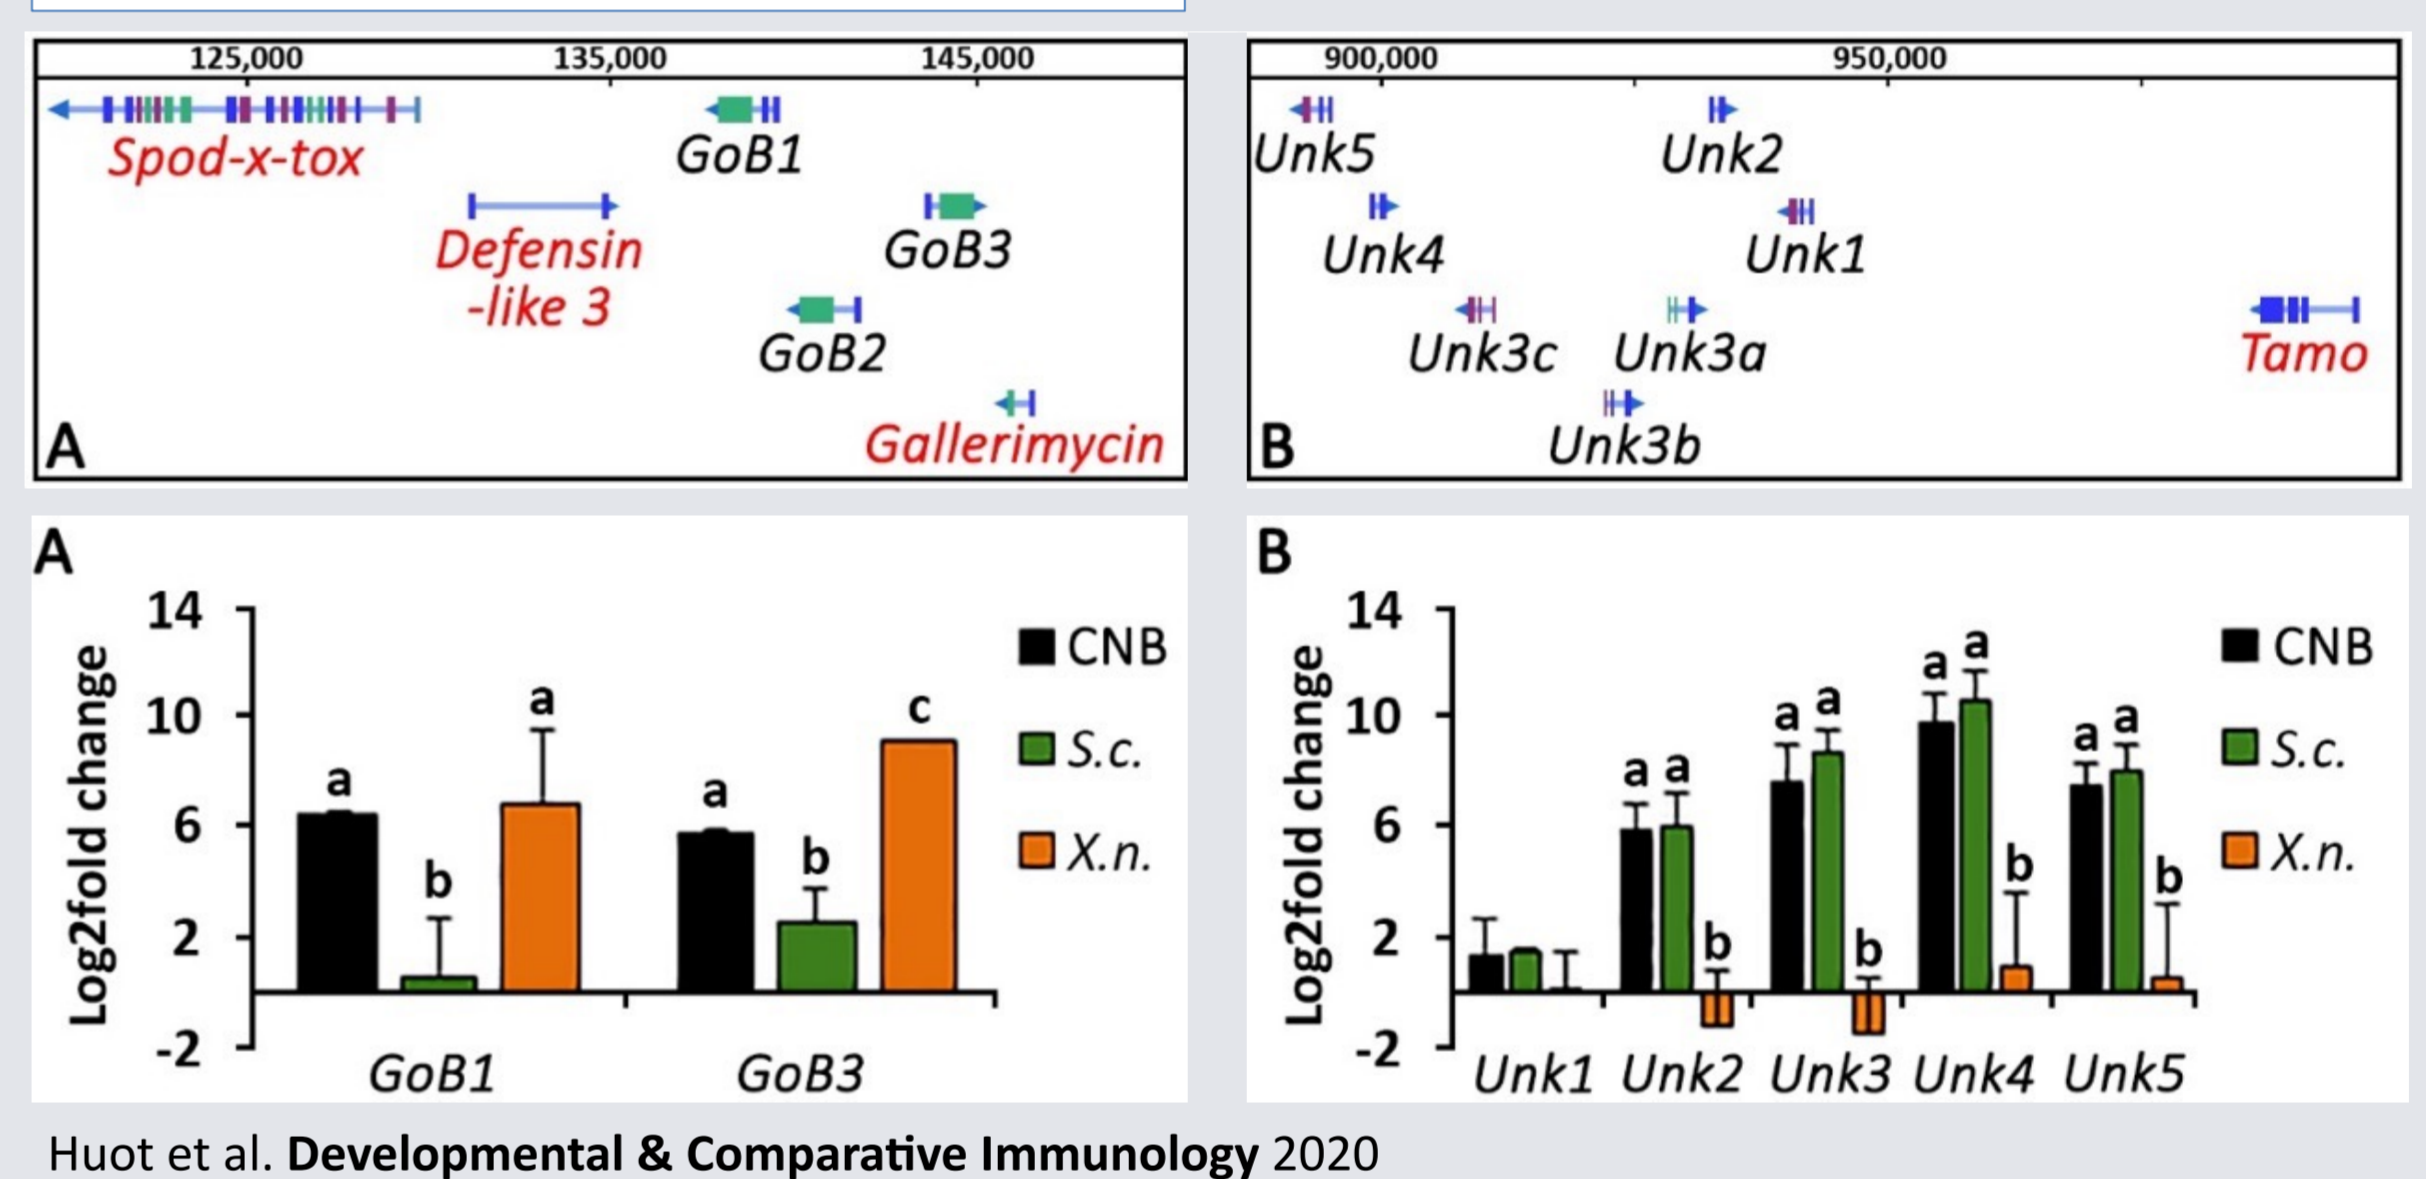 125,000 135,000 145,000
Spod-x-tox
GoB1
Defensin
-like 3
GoB3
GoB2
Gallerimycin
A
900,000 950,000
Unk5
Unk2
Unk4
Unk1
Unk3c
Unk3a
Tamo
Unk3b
B
A
Log2fold change
14
10
6
2
-2
a
b
a
a
b
c
GoB1 GoB3
CNB
S.c.
X.n.
B
Log2fold change
14
10
6
2
-2
a a b
a a b
a a b
a a b
Unk1 Unk2 Unk3 Unk4 Unk5
CNB
S.c.
X.n.
Huot et al. Developmental & Comparative Immunology 2020